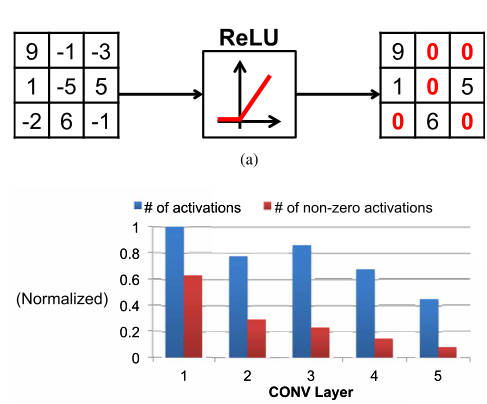 ReLU
9 -1 -3
1 -5 5
-2 6 -1
9 0 0
1 0 5
0 6 0
(a)
# of activations # of non-zero activations
(Normalized)
1
0.8
0.6
0.4
0.2
0
1 2 3 4 5
CONV Layer